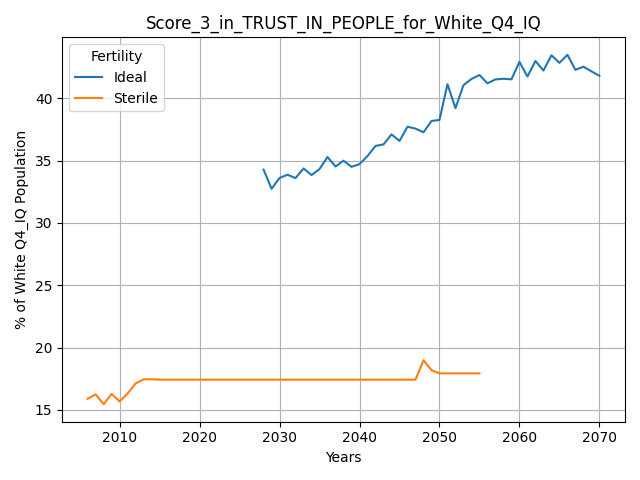 Score_3_in_TRUST_IN_PEOPLE_for_White_Q4_IQ
Fertility
Ideal
Sterile
% of White Q4_IQ Population
40
35
30
25
20
15
2010 2020 2030 2040 2050 2060 2070
Years